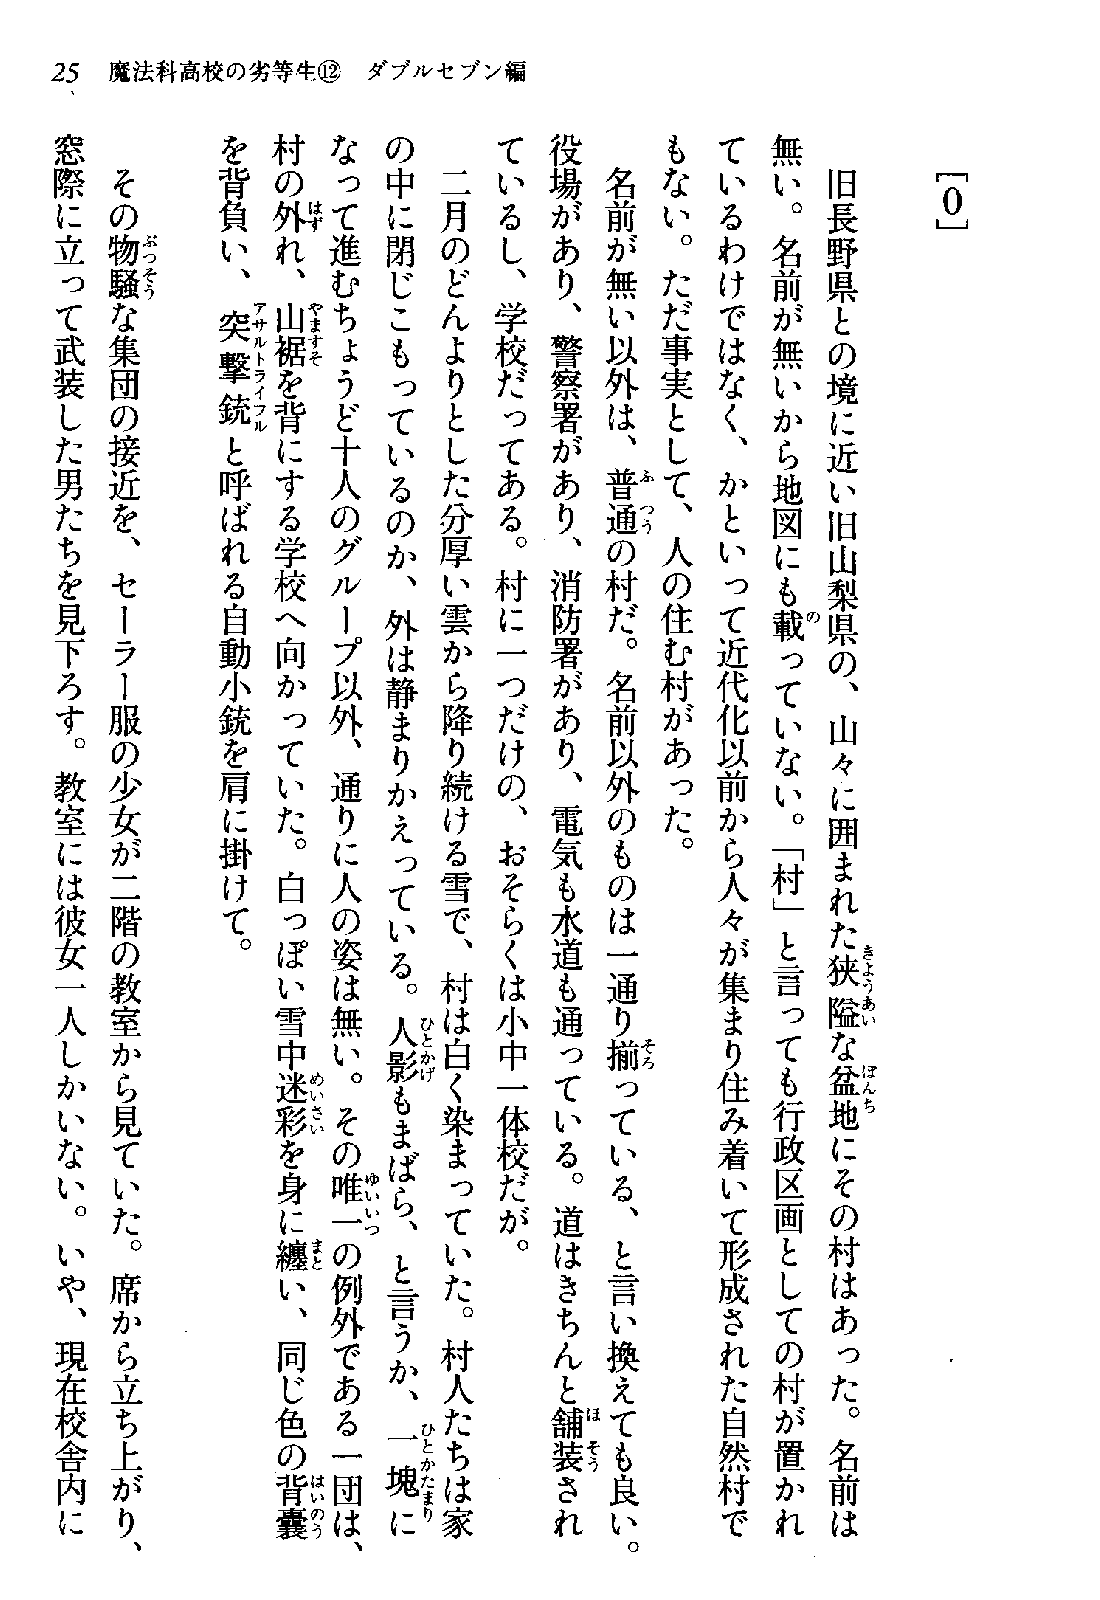 25　魔法科高校の劣等生⑫　ダブルセブン編
［0］
　旧長野県との境に近い旧山梨県の、山々に囲まれた狭隘な盆地にその村はあった。名前は
無い。名前が無いから地図にも載っていない。「村」と言っても行政区画としての村が置かれ
ているわけではなく、かといって近代化以前から人々が集まり住み着いて形成された自然村で
もない。ただ事実として、人の住む村があった。
　名前が無い以外は、普通の村だ。名前以外のものは一通り揃っている、と言い換えても良い。
役場があり、警察署があり、消防署があり、電気も水道も通っている。道はきちんと舗装され
ているし、学校だってある。村に一つだけの、おそらくは小中一体校だが。
　二月のどんよりとした分厚い雲から降り続ける雪で、村は白く染まっていた。村人たちは家
の中に閉じこもっているのか、外は静まりかえっている。人影もまばら、と言うか、一塊に
なって進むちょうど十人のグループ以外、通りに人の姿は無い。その唯一の例外である一団は、
村の外れ、山裾を背にする学校へ向かっていた。白っぽい雪中迷彩を身に纏い、同じ色の背嚢
を背負い、突撃銃と呼ばれる自動小銃を肩に掛けて。
　その物騒な集団の接近を、セーラー服の少女が二階の教室から見ていた。席から立ち上がり、
窓際に立って武装した男たちを見下ろす。教室には彼女一人しかいない。いや、現在校舎内に